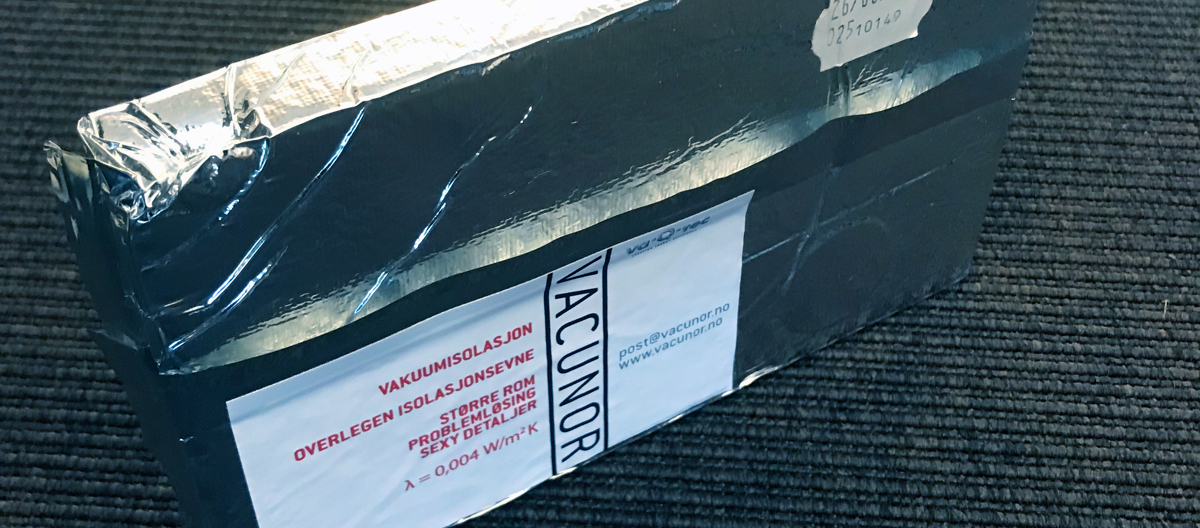 02510149
VAKUUMISOLASJON
OVERLEGEN ISOLASJONSEVNE
STØRRE ROM
PROBLEMLØSING
SEXY DETALJER
λ = 0,004 W/m²K
VACUNOR
va-Q-tec
post@vacunor.no
www.vacunor.no